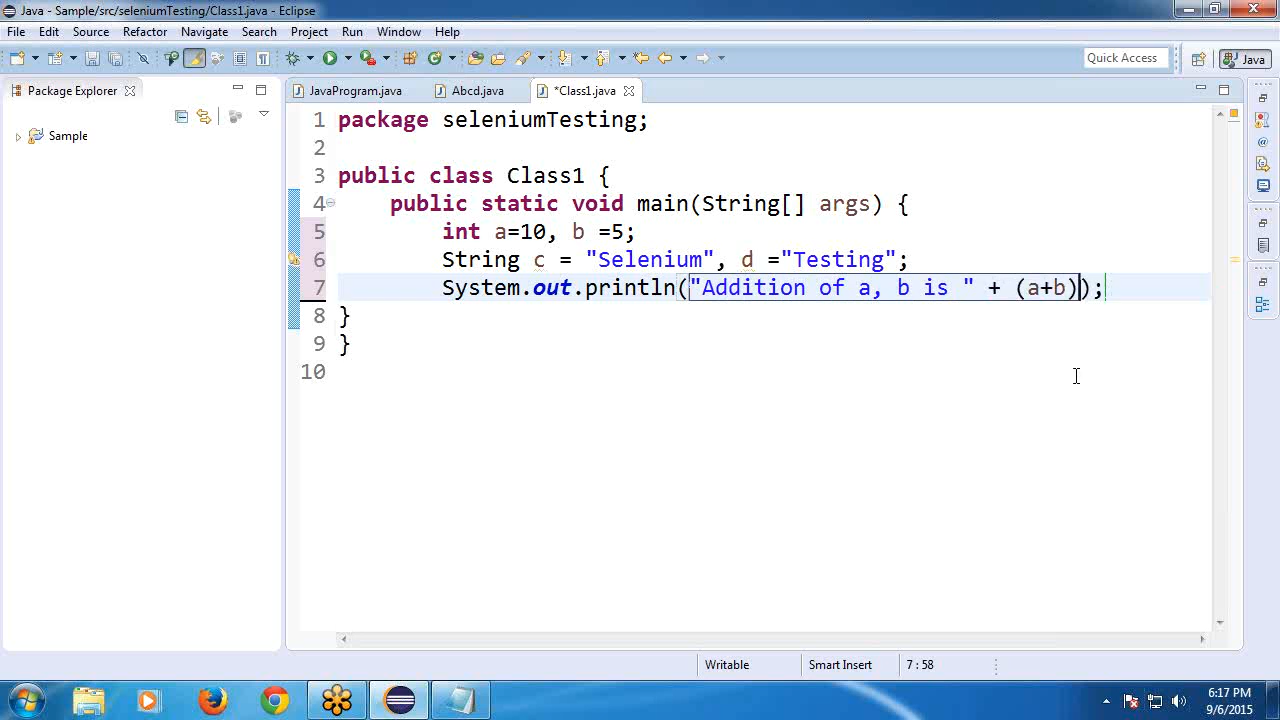 Java - Sample/src/seleniumTesting/Class1.java - Eclipse
File Edit Source Refactor Navigate Search Project Run Window Help
Quick Access Java
Package Explorer JavaProgram.java Abcd.java *Class1.java
Sample
1 package seleniumTesting;
2
3 public class Class1 {
4 public static void main(String[] args) {
5 int a=10, b =5;
6 String c = "Selenium", d ="Testing";
7 System.out.println("Addition of a, b is " + (a+b));
8 }
9 }
10
Writable Smart Insert 7 : 58
6:17 PM
9/6/2015